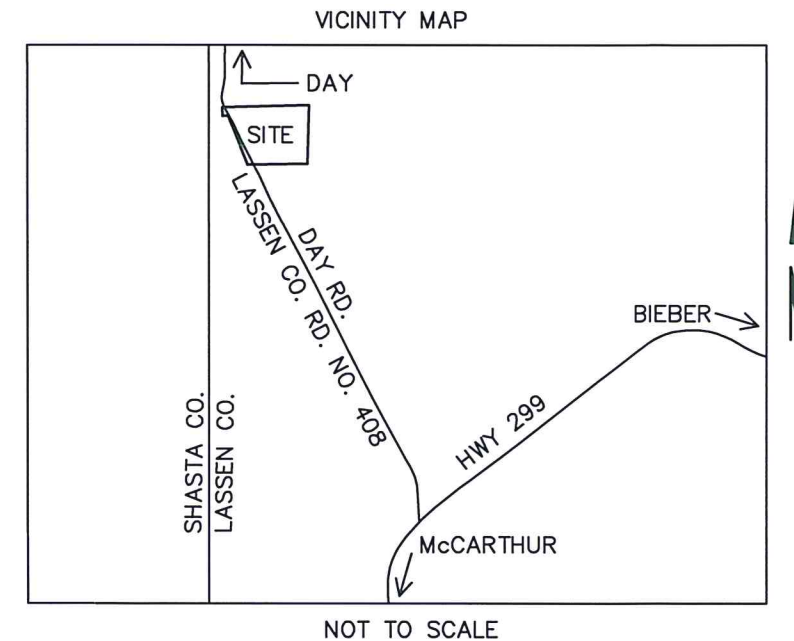 VICINITY MAP
DAY
SITE
DAY RD.
LASSEN CO. RD. NO. 408
BIEBER
HWY 299
SHASTA CO.
LASSEN CO.
McCARTHUR
NOT TO SCALE